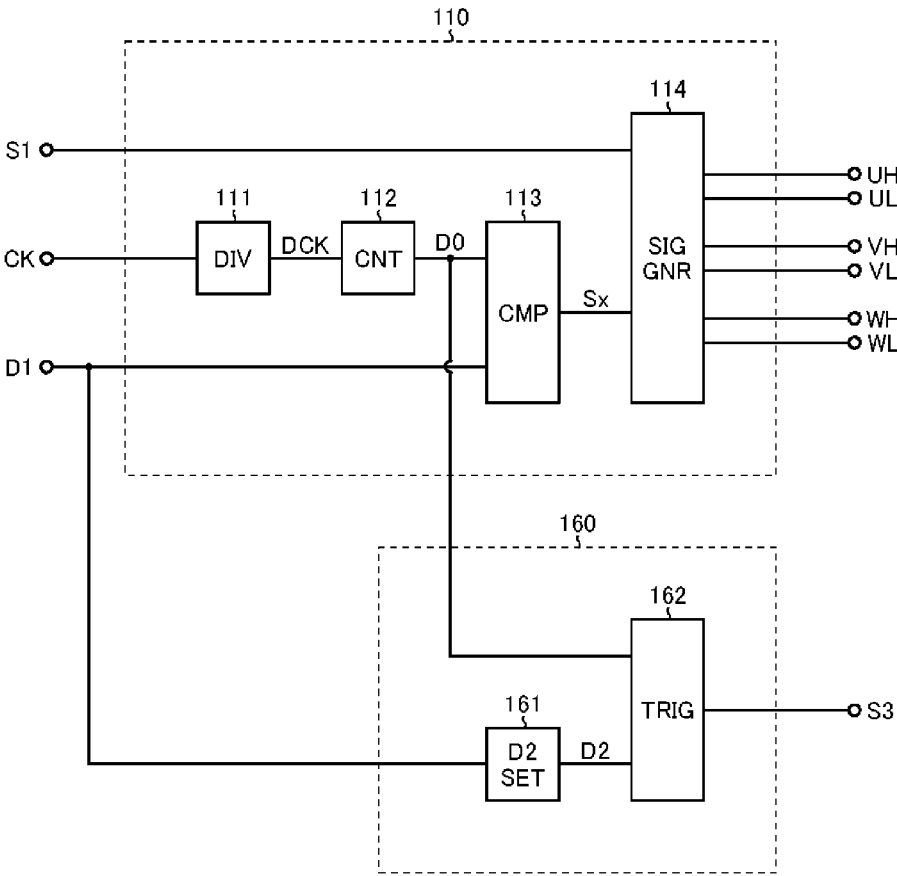 110
114
S1
UH
UL
111
112
113
DCK
D0
SIG
GNR
VH
VL
CK
DIV
CNT
CMP
Sx
WH
WL
D1
160
162
161
TRIG
S3
D2
SET
D2